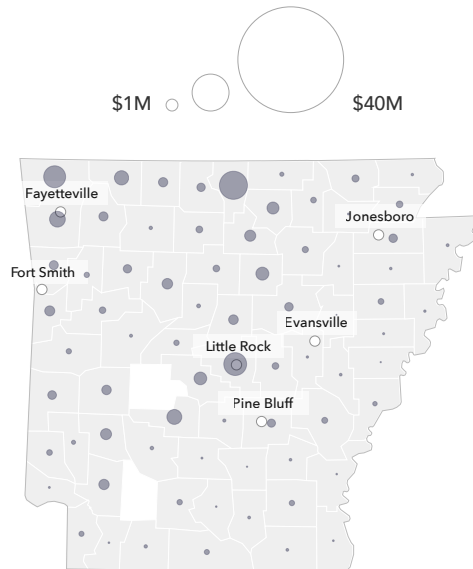 $1M
$40M
Fayetteville
Jonesboro
Fort Smith
Evansville
Little Rock
Pine Bluff